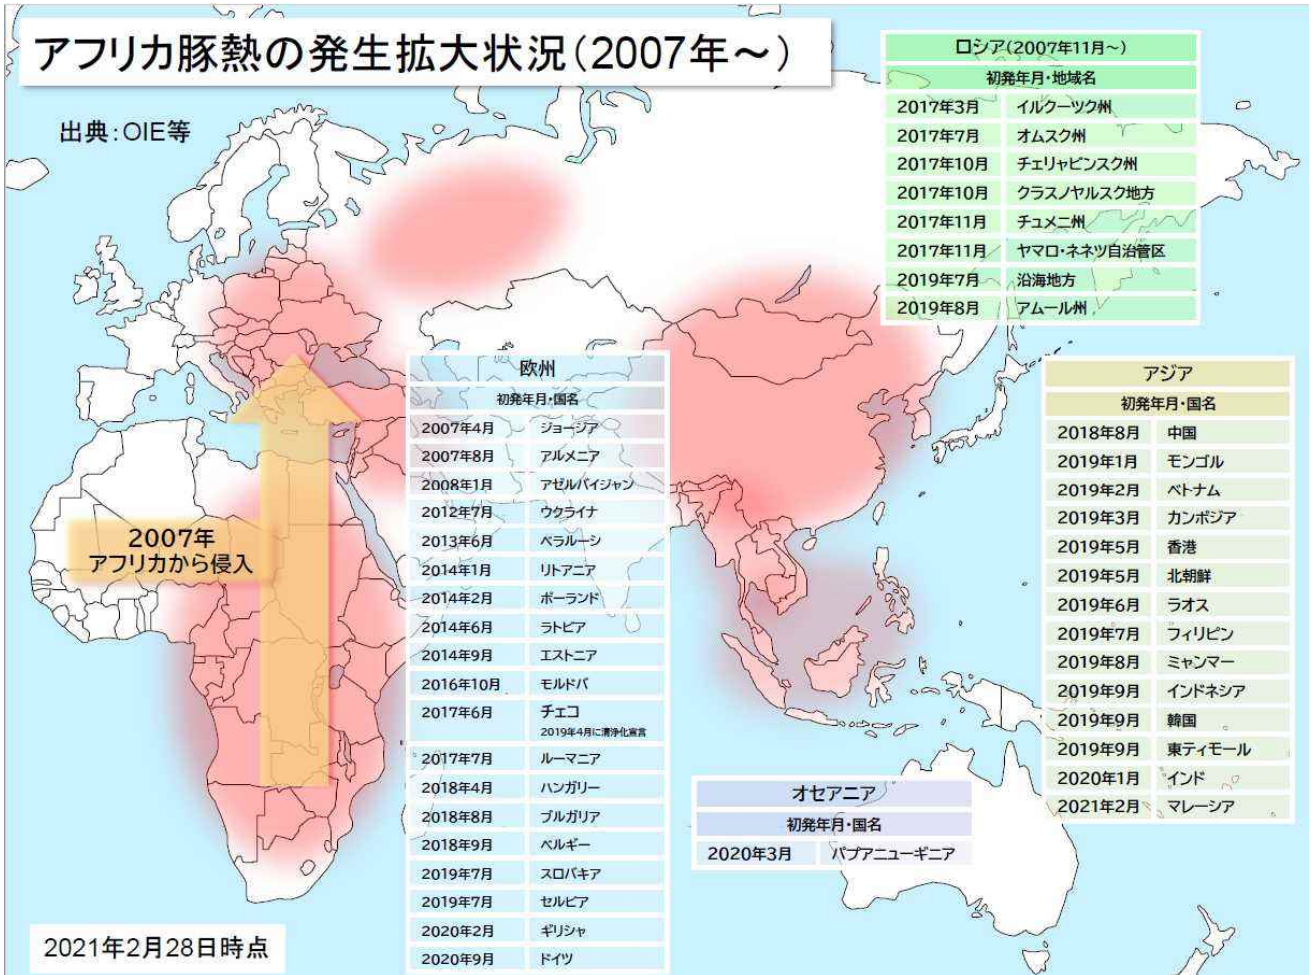 アフリカ豚熱の発生拡大状況(2007年～)
出典:OIE等
ロシア(2007年11月～)
初発年月・地域名
2017年3月 イルクーツク州
2017年7月 オムスク州
2017年10月 チェリャビンスク州
2017年10月 クラスノヤルスク地方
2017年11月 チュメニ州
2017年11月 ヤマロ・ネネツ自治管区
2019年7月 沿海地方
2019年8月 アムール州
欧州
初発年月・国名
2007年4月 ジョージア
2007年8月 アルメニア
2008年1月 アゼルバイジャン
2012年7月 ウクライナ
2013年6月 ベラルーシ
2014年1月 リトアニア
2014年2月 ポーランド
2014年6月 ラトビア
2014年9月 エストニア
2016年10月 モルドバ
2017年6月 チェコ
2019年4月に清浄化宣言
2017年7月 ルーマニア
2018年4月 ハンガリー
2018年8月 ブルガリア
2018年9月 ベルギー
2019年7月 スロバキア
2019年7月 セルビア
2020年2月 ギリシャ
2020年9月 ドイツ
アジア
初発年月・国名
2018年8月 中国
2019年1月 モンゴル
2019年2月 ベトナム
2019年3月 カンボジア
2019年5月 香港
2019年5月 北朝鮮
2019年6月 ラオス
2019年7月 フィリピン
2019年8月 ミャンマー
2019年9月 インドネシア
2019年9月 韓国
2019年9月 東ティモール
2020年1月 インド
2021年2月 マレーシア
2007年
アフリカから侵入
オセアニア
初発年月・国名
2020年3月 パプアニューギニア
2021年2月28日時点